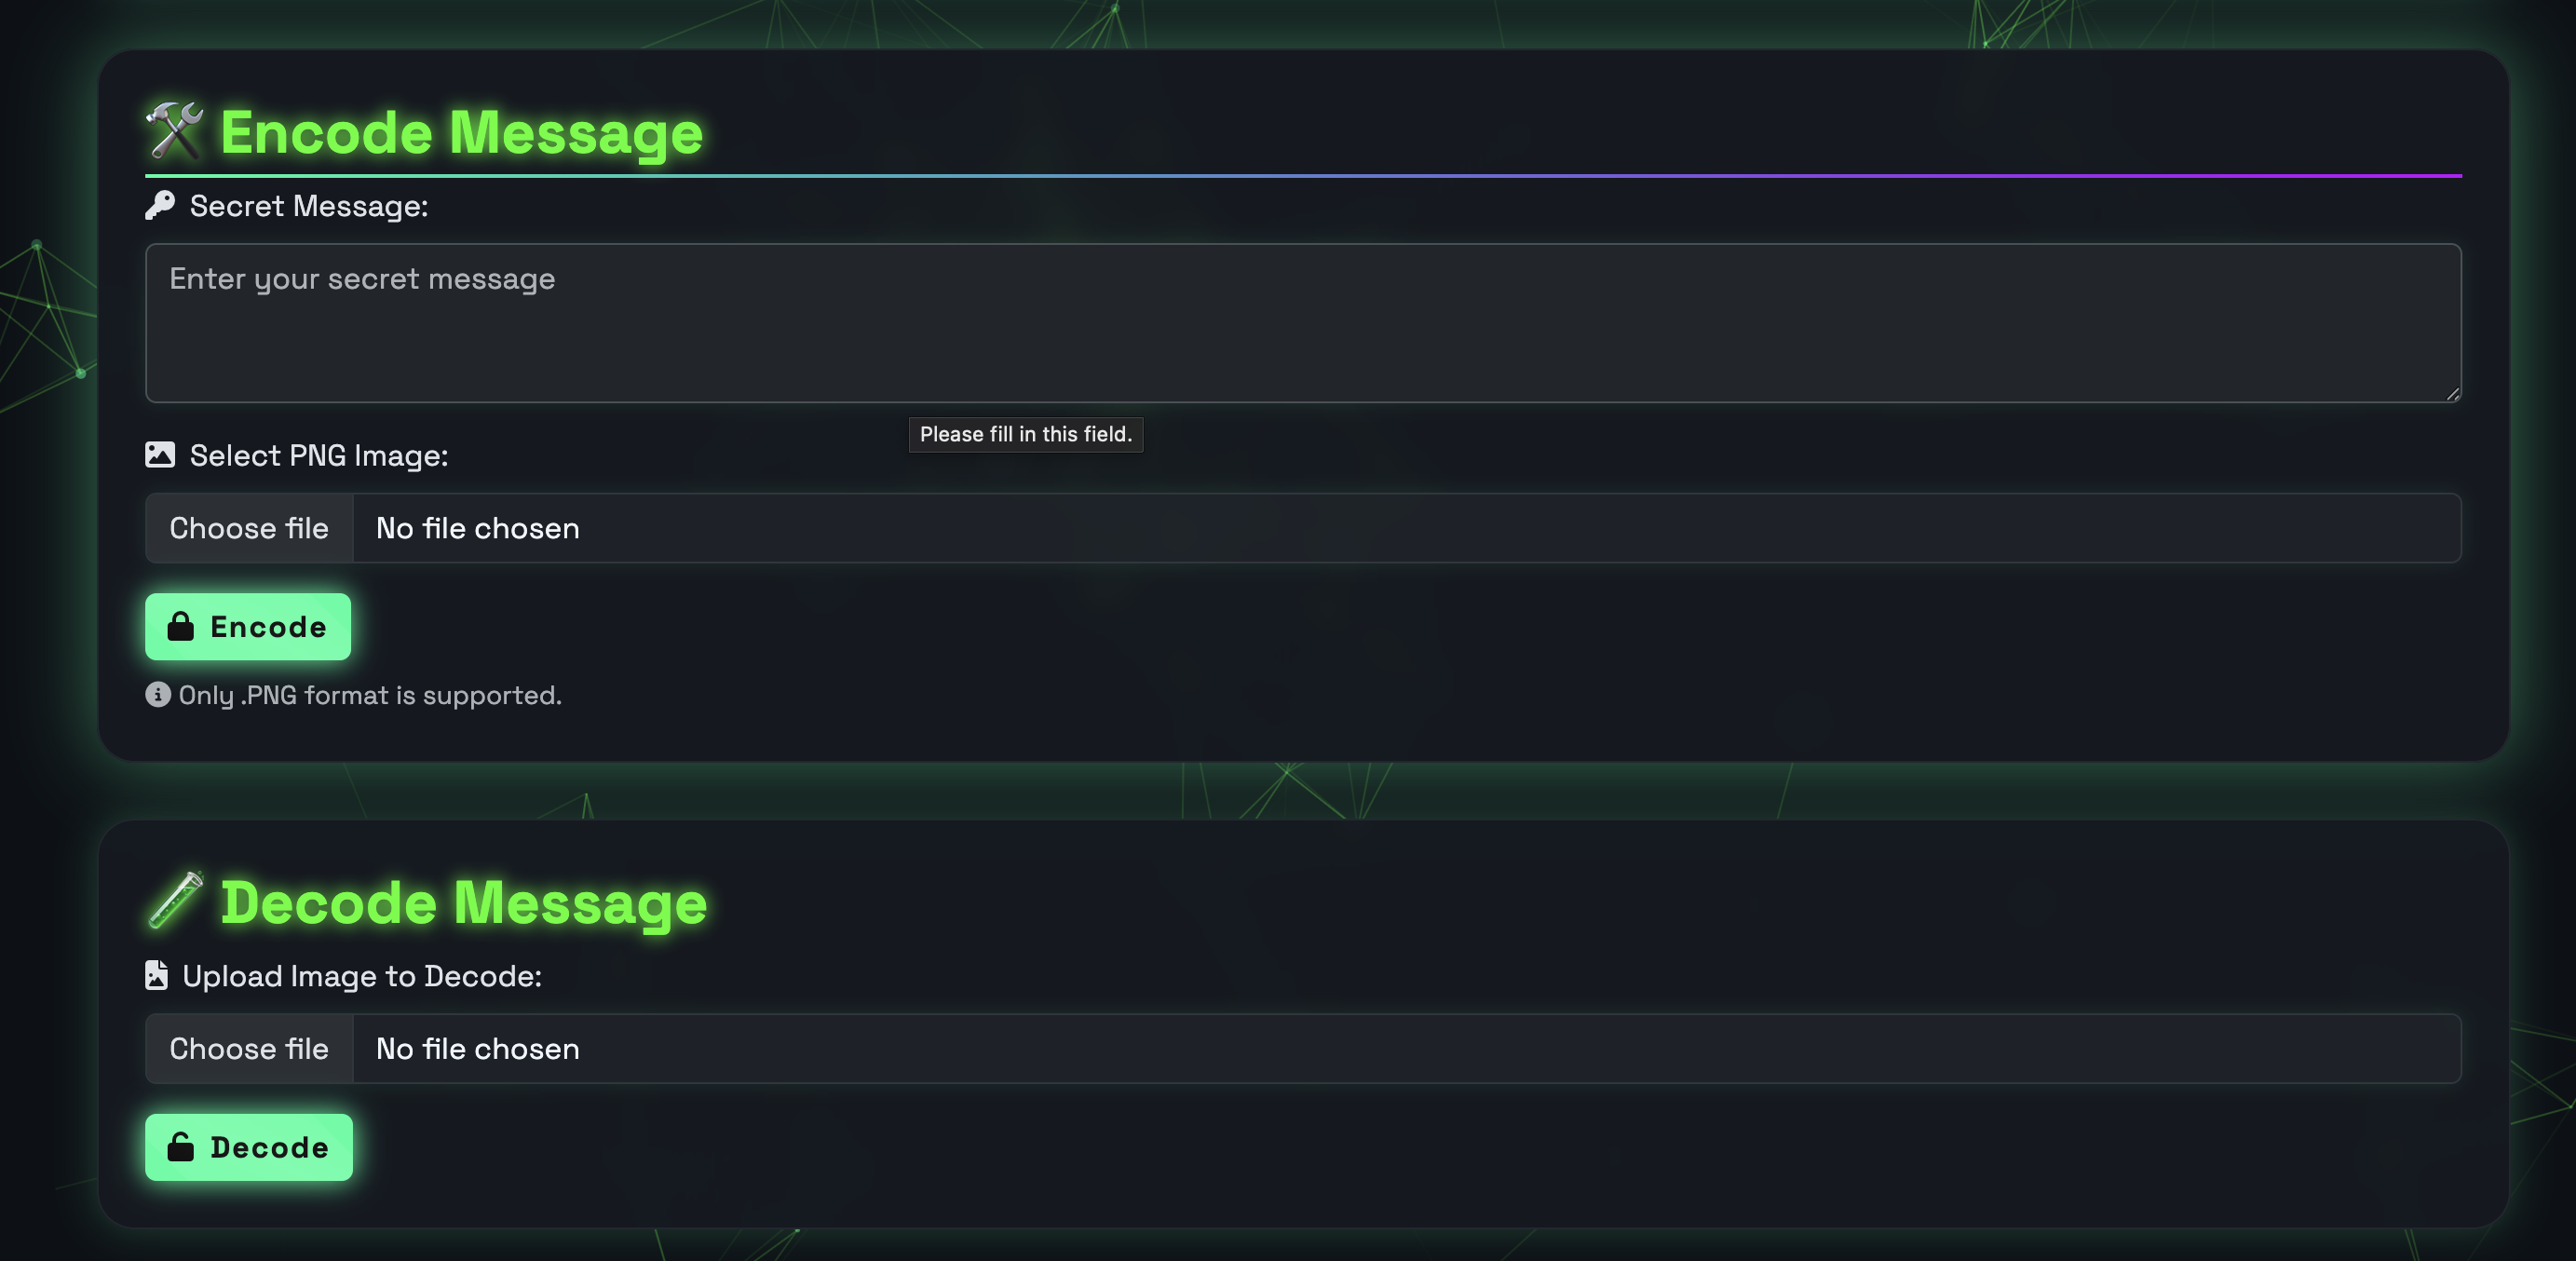 Encode Message
Secret Message:
Enter your secret message
Please fill in this field.
Select PNG Image:
Choose file No file chosen
Encode
Only .PNG format is supported.
Decode Message
Upload Image to Decode:
Choose file No file chosen
Decode